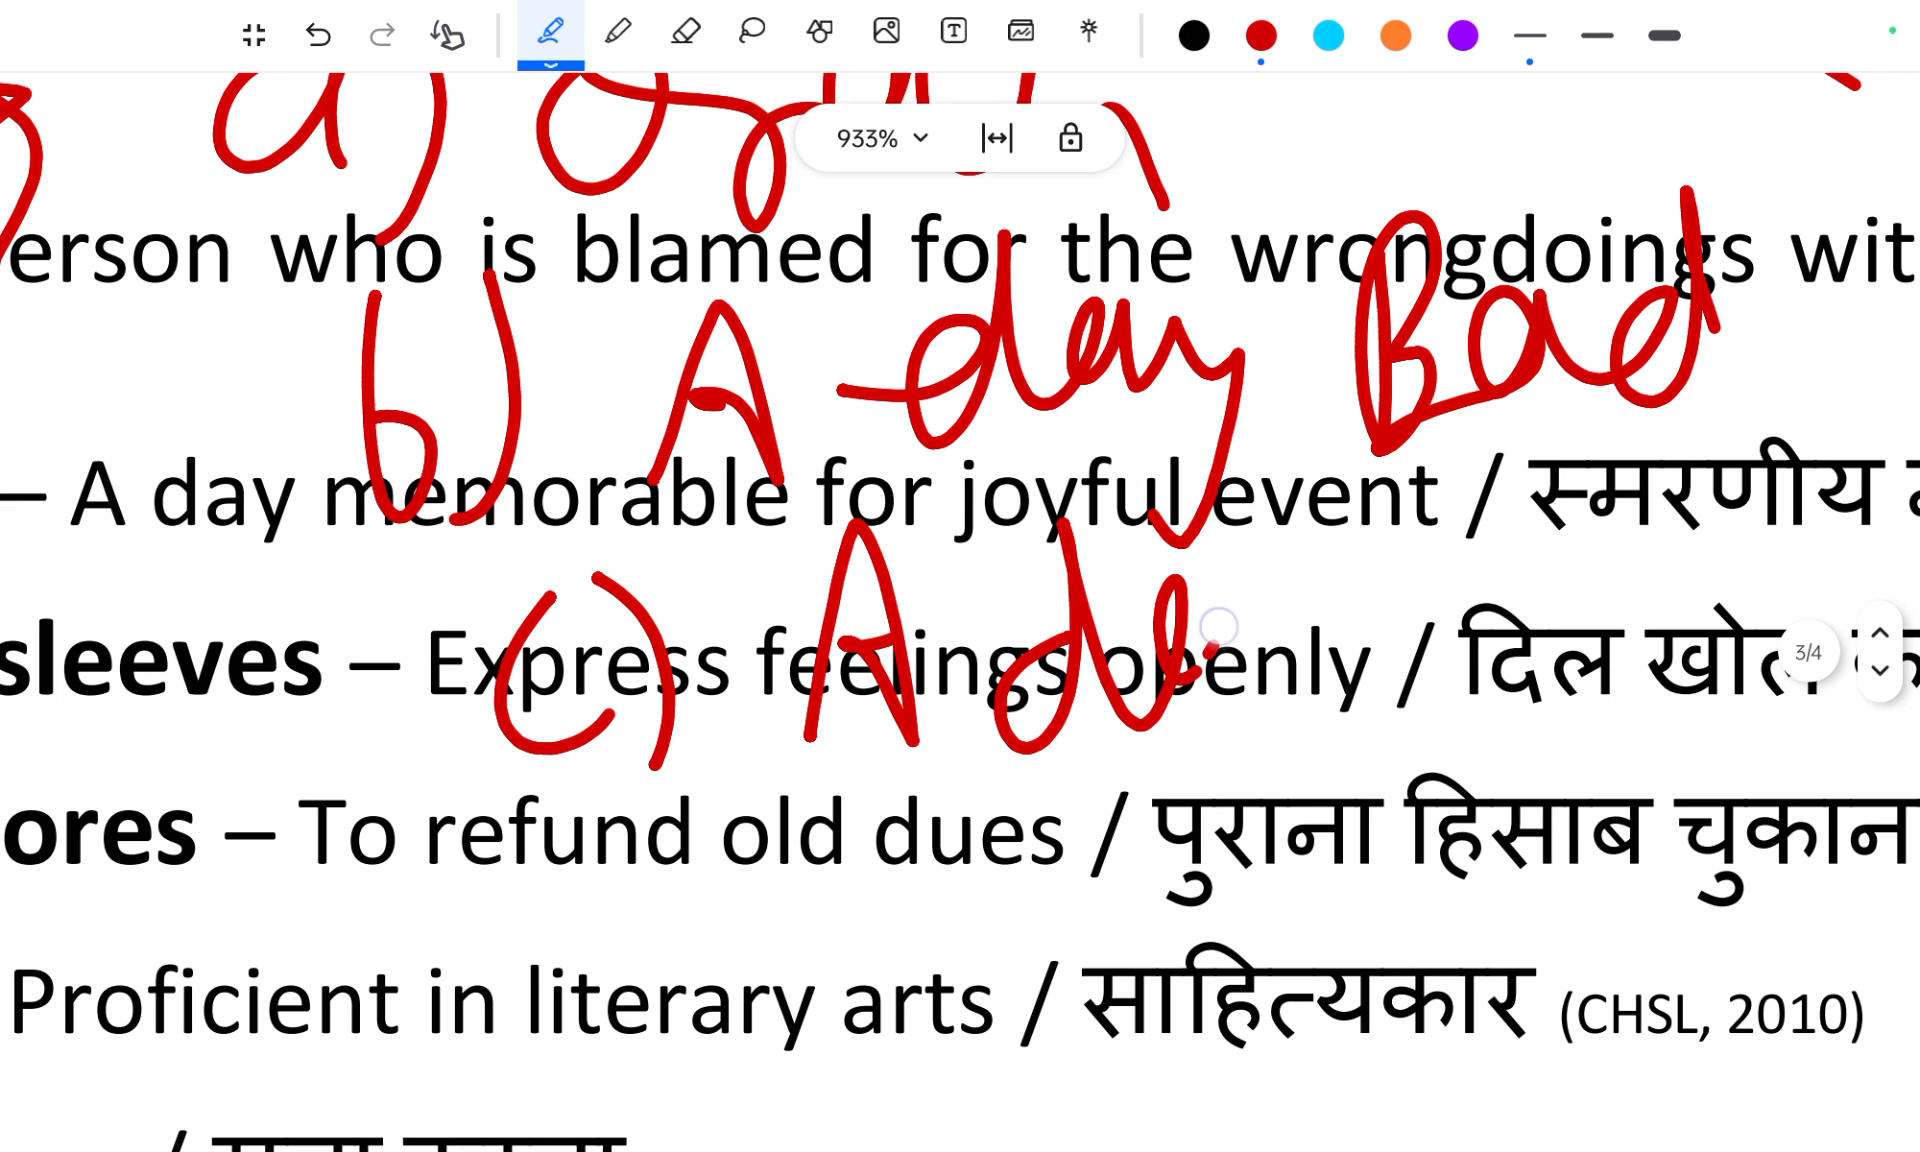 933%
a)
erson who is blamed for the wrongdoings wit
b) A day Bad
– A day memorable for joyful event / स्मरणीय
c) A de
sleeves – Express feelings openly / दिल खोल
3/4
ores – To refund old dues / पुराना हिसाब चुकान
Proficient in literary arts / साहित्यकार (CHSL, 2010)